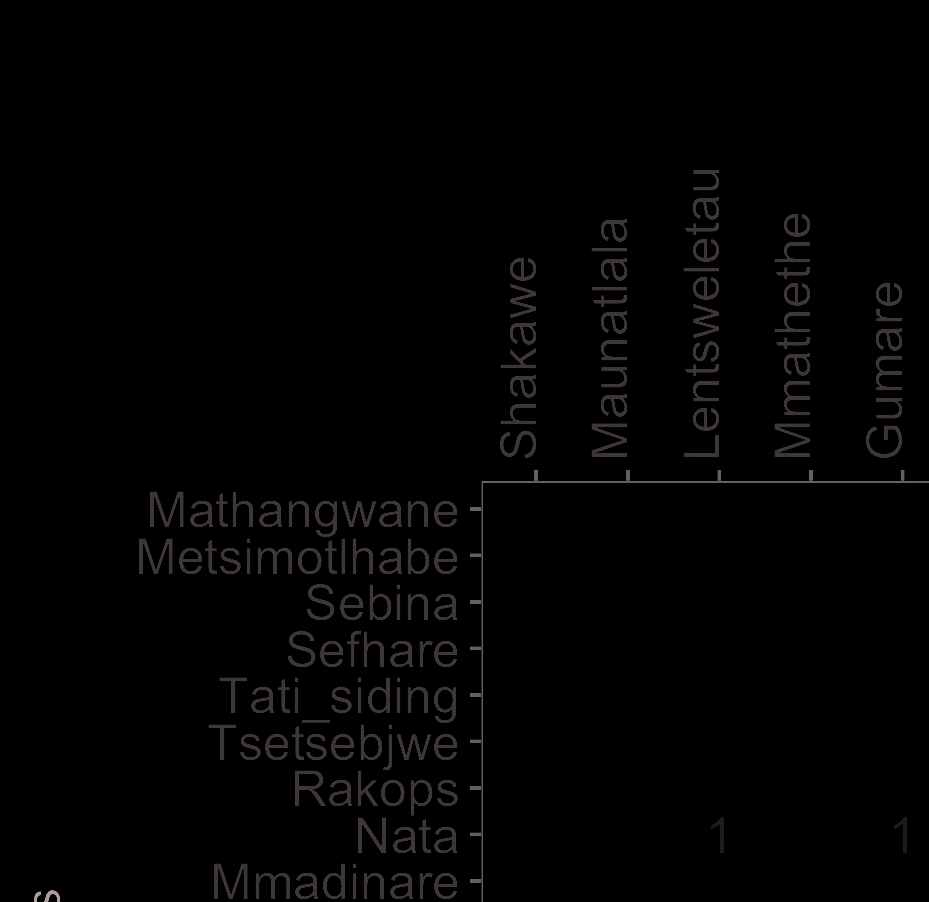 Shakawe
Maunatlala
Lentsweletau
Mmathethe
Gumare
Mathangwane
Metsimotlhabe
Sebina
Sefhare
Tati_siding
Tsetsebjwe
Rakops
Nata 1 1
Mmadinare
s